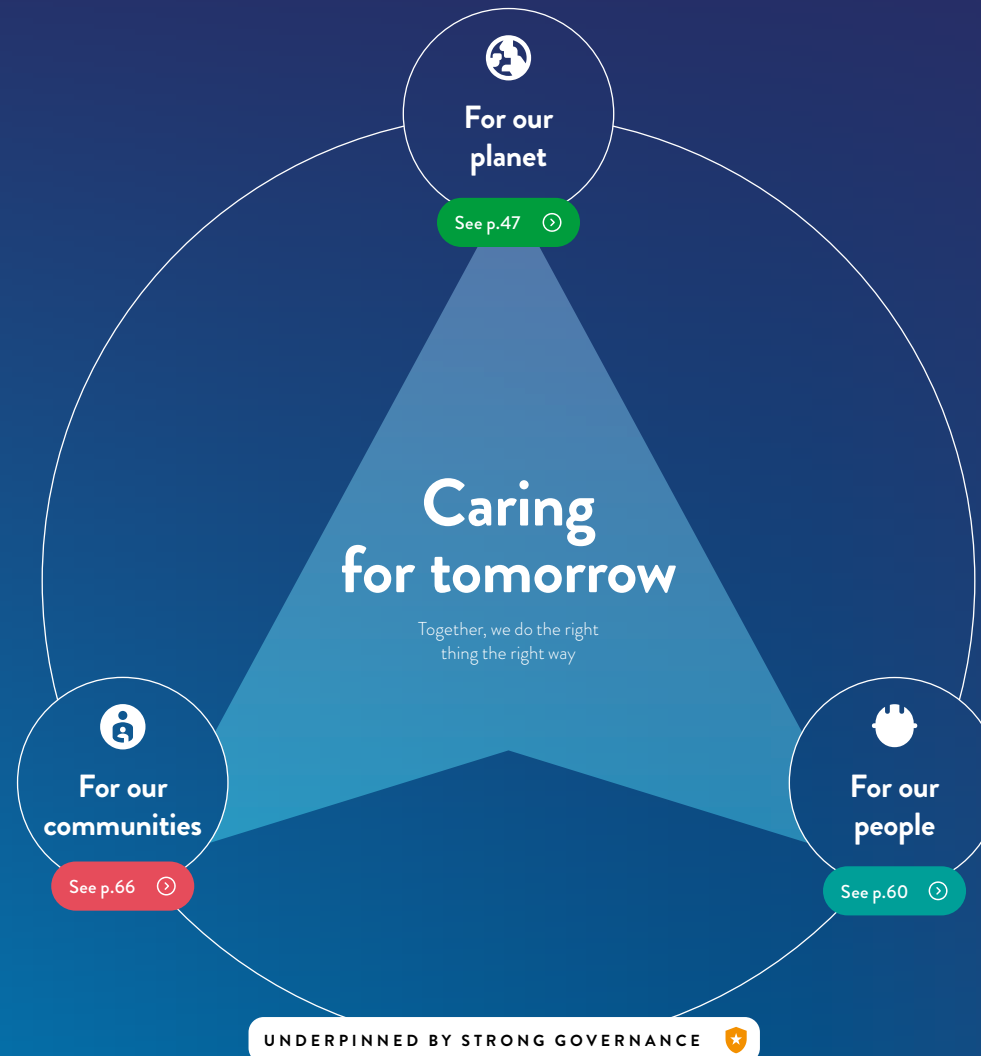 For our
planet
See p.47
Caring
for tomorrow
Together, we do the right
thing the right way
For our
communities
See p.66
For our
people
See p.60
UNDERPINNED BY STRONG GOVERNANCE